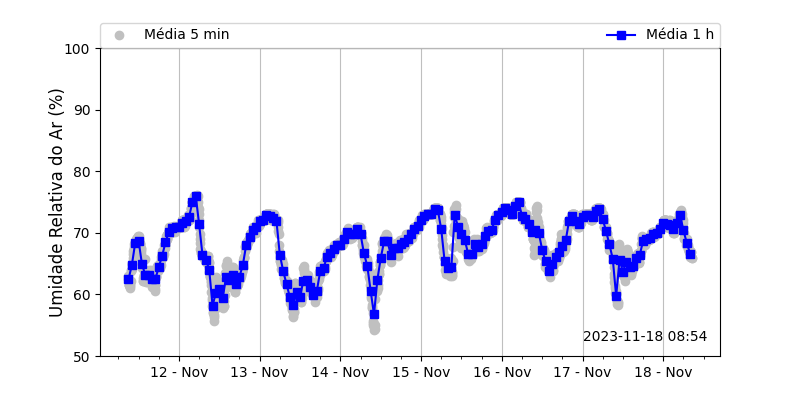 Média 5 min
Média 1 h
Umidade Relativa do Ar (%)
100
90
80
70
60
50
2023-11-18 08:54
12 - Nov
13 - Nov
14 - Nov
15 - Nov
16 - Nov
17 - Nov
18 - Nov